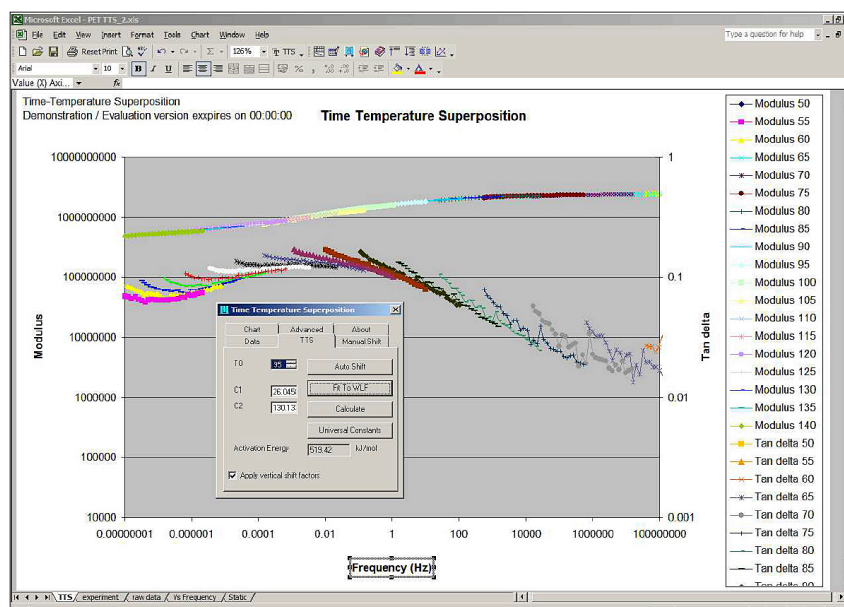 Microsoft Excel - PET TTS_2.xls
File Edit View Insert Format Tools Chart Window Help
Type a question for help
Reset Print 126% TTS
Arial 10 B I U
Value (X) Axi... fx
Time-Temperature Superposition
Demonstration / Evaluation version expires on 00:00:00
Time Temperature Superposition
10000000000
1000000000
100000000
10000000
1000000
100000
10000
Modulus
1
0.1
0.01
0.001
Tan delta
0.00000001 0.000001 0.0001 0.01 1 100 10000 1000000 100000000
Frequency (Hz)
Time Temperature Superposition
Chart Advanced About
Data TTS Manual Shift
T0 95 Auto Shift
C1 26.045 Fit To WLF
C2 130.13 Calculate
Universal Constants
Activation Energy 519.42 kJ/mol
Apply vertical shift factors
Modulus 50
Modulus 55
Modulus 60
Modulus 65
Modulus 70
Modulus 75
Modulus 80
Modulus 85
Modulus 90
Modulus 95
Modulus 100
Modulus 105
Modulus 110
Modulus 115
Modulus 120
Modulus 125
Modulus 130
Modulus 135
Modulus 140
Tan delta 50
Tan delta 55
Tan delta 60
Tan delta 65
Tan delta 70
Tan delta 75
Tan delta 80
Tan delta 85
Tan delta 90
TTS experiment raw data Vs Frequency Static